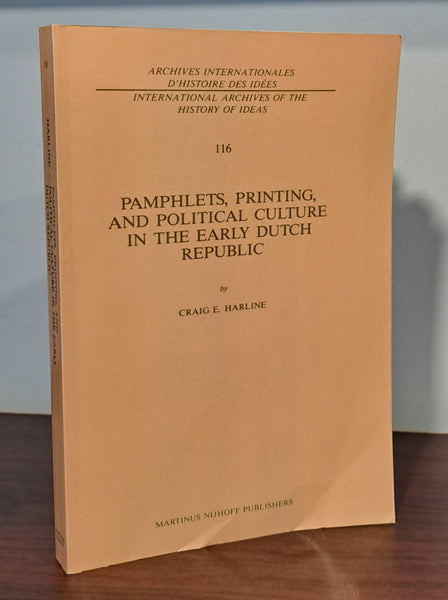 ARCHIVES INTERNATIONALES
D'HISTOIRE DES IDÉES
INTERNATIONAL ARCHIVES OF THE
HISTORY OF IDEAS
116
PAMPHLETS, PRINTING,
AND POLITICAL CULTURE
IN THE EARLY DUTCH
REPUBLIC
by
CRAIG E. HARLINE
MARTINUS NIJHOFF PUBLISHERS